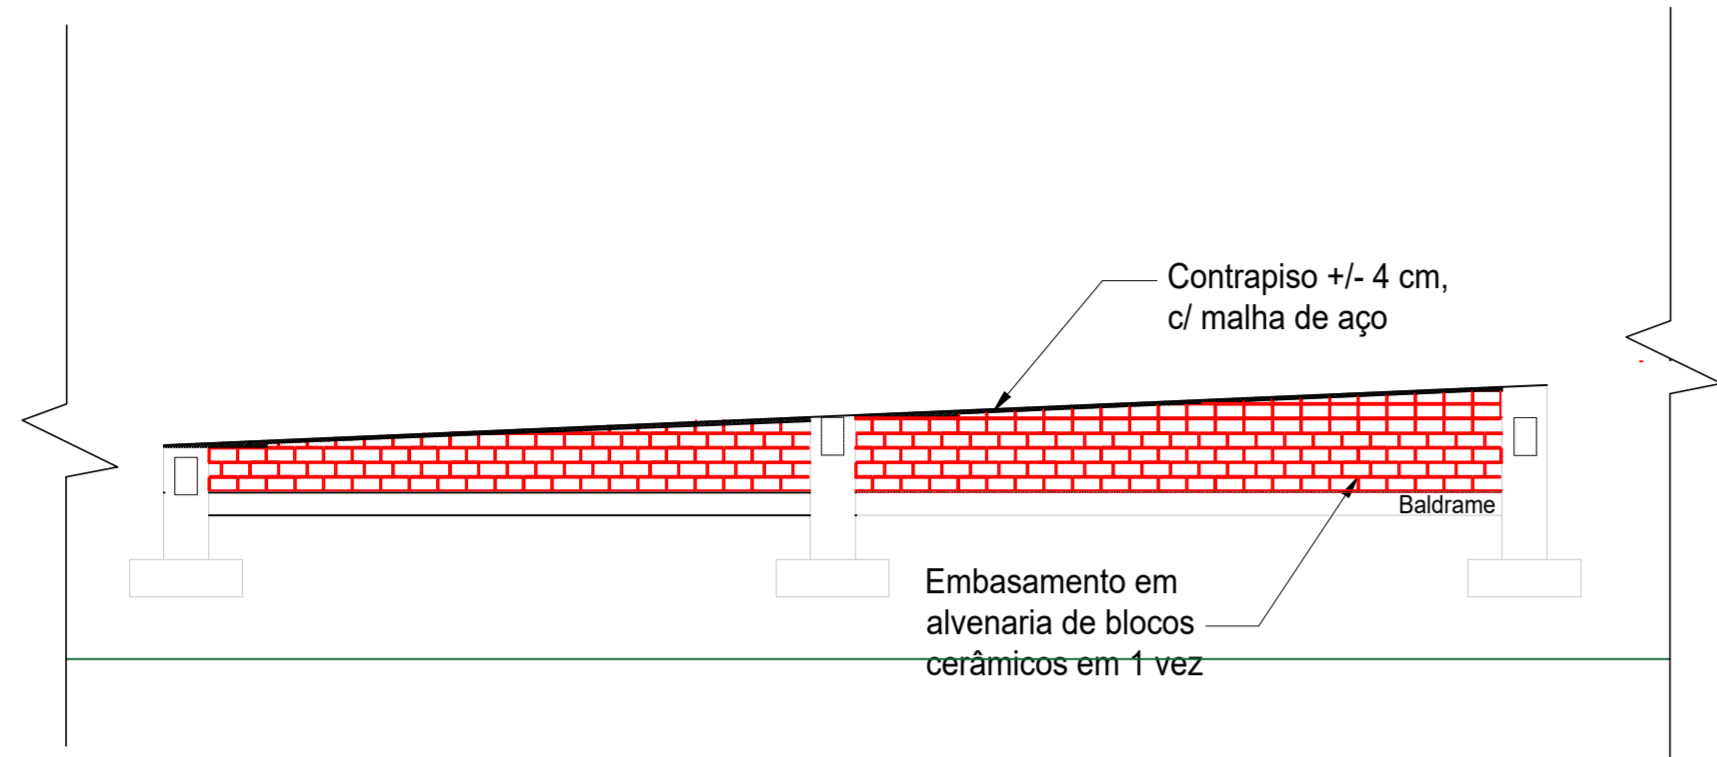 Contrapiso +/- 4 cm,
c/ malha de aço
Baldrame
Embasamento em
alvenaria de blocos
cerâmicos em 1 vez